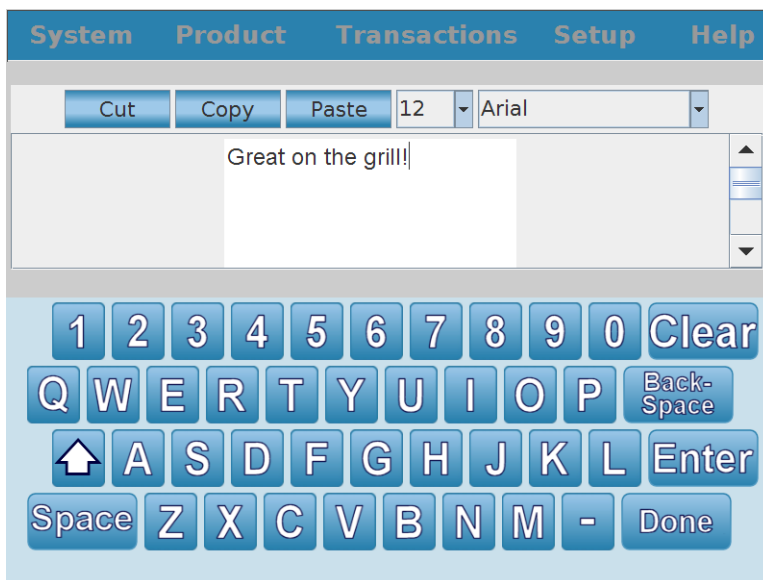 System Product Transactions Setup Help
Cut Copy Paste 12 Arial
Great on the grill!
1 2 3 4 5 6 7 8 9 0 Clear
Q W E R T Y U I O P Back-
Space
A S D F G H J K L Enter
Space Z X C V B N M - Done